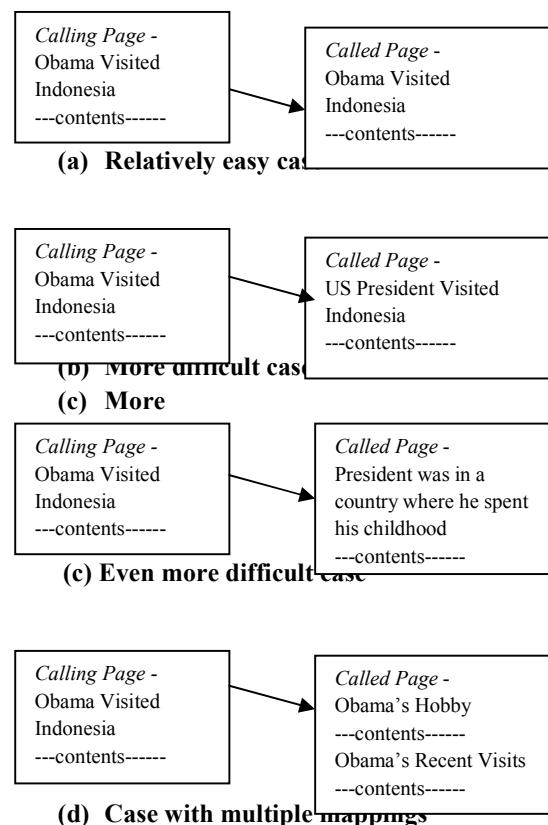 Calling Page -
Obama Visited
Indonesia
---contents------
Called Page -
Obama Visited
Indonesia
---contents------
(a) Relatively easy cas
Calling Page -
Obama Visited
Indonesia
---contents------
Called Page -
US President Visited
Indonesia
---contents------
(b) More difficult case
(c) More
Calling Page -
Obama Visited
Indonesia
---contents------
Called Page -
President was in a
country where he spent
his childhood
---contents------
(c) Even more difficult case
Calling Page -
Obama Visited
Indonesia
---contents------
Called Page -
Obama's Hobby
---contents------
Obama's Recent Visits
---contents------
(d) Case with multiple mappings